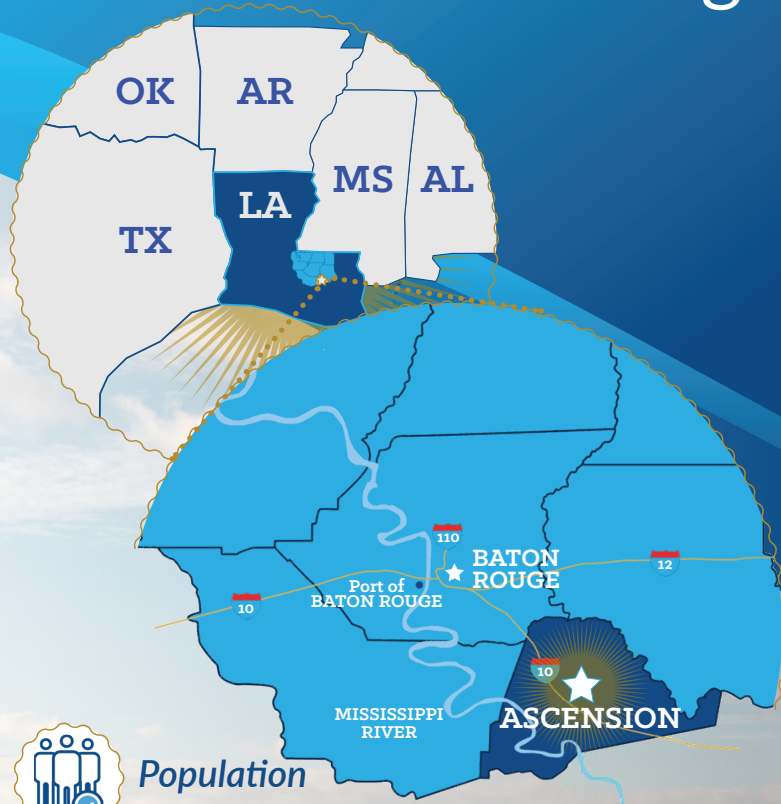 g
OK
AR
MS
AL
LA
TX
110
BATON
ROUGE
12
Port of
BATON ROUGE
10
10
MISSISSIPPI
RIVER
ASCENSION
Population